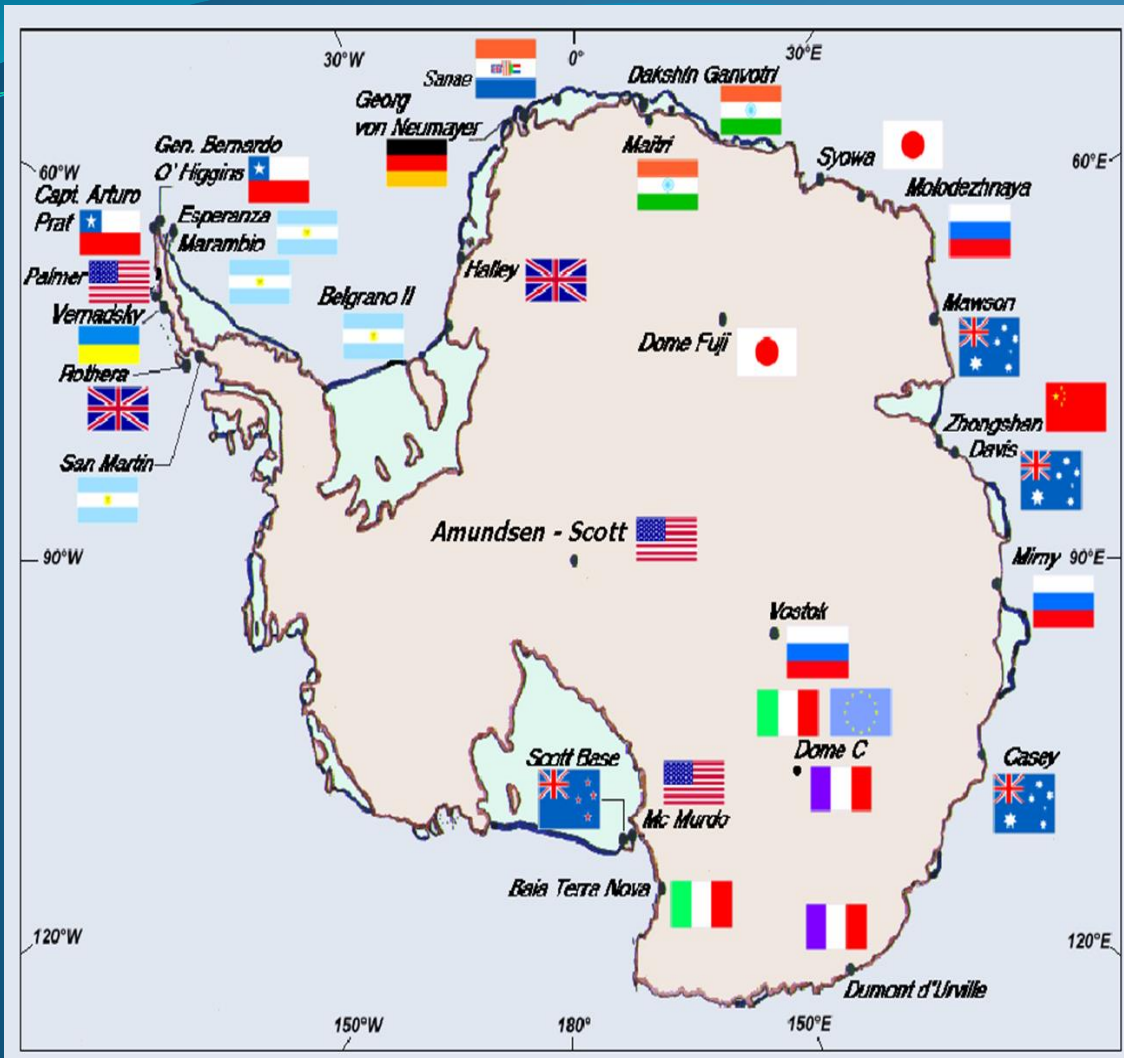 30°W
0°
30°E
Sanae
Dakshin Ganvotri
Georg
von Neumayer
Gen. Bernardo
O' Higgins
Maitri
Syowa
60°W
60°E
Capt. Arturo
Prat
Esperanza
Marambio
Molodezhnaya
Palmer
Halley
Vernadsky
Belgrano II
Mawson
Dome Fuji
Rothera
Zhongshan
Davis
San Martin
Amundsen - Scott
90°W
Mirny
90°E
Vostok
Dome C
Scott Base
Casey
Mc Murdo
Baia Terra Nova
120°W
120°E
Dumont d'Urville
150°W
180°
150°E